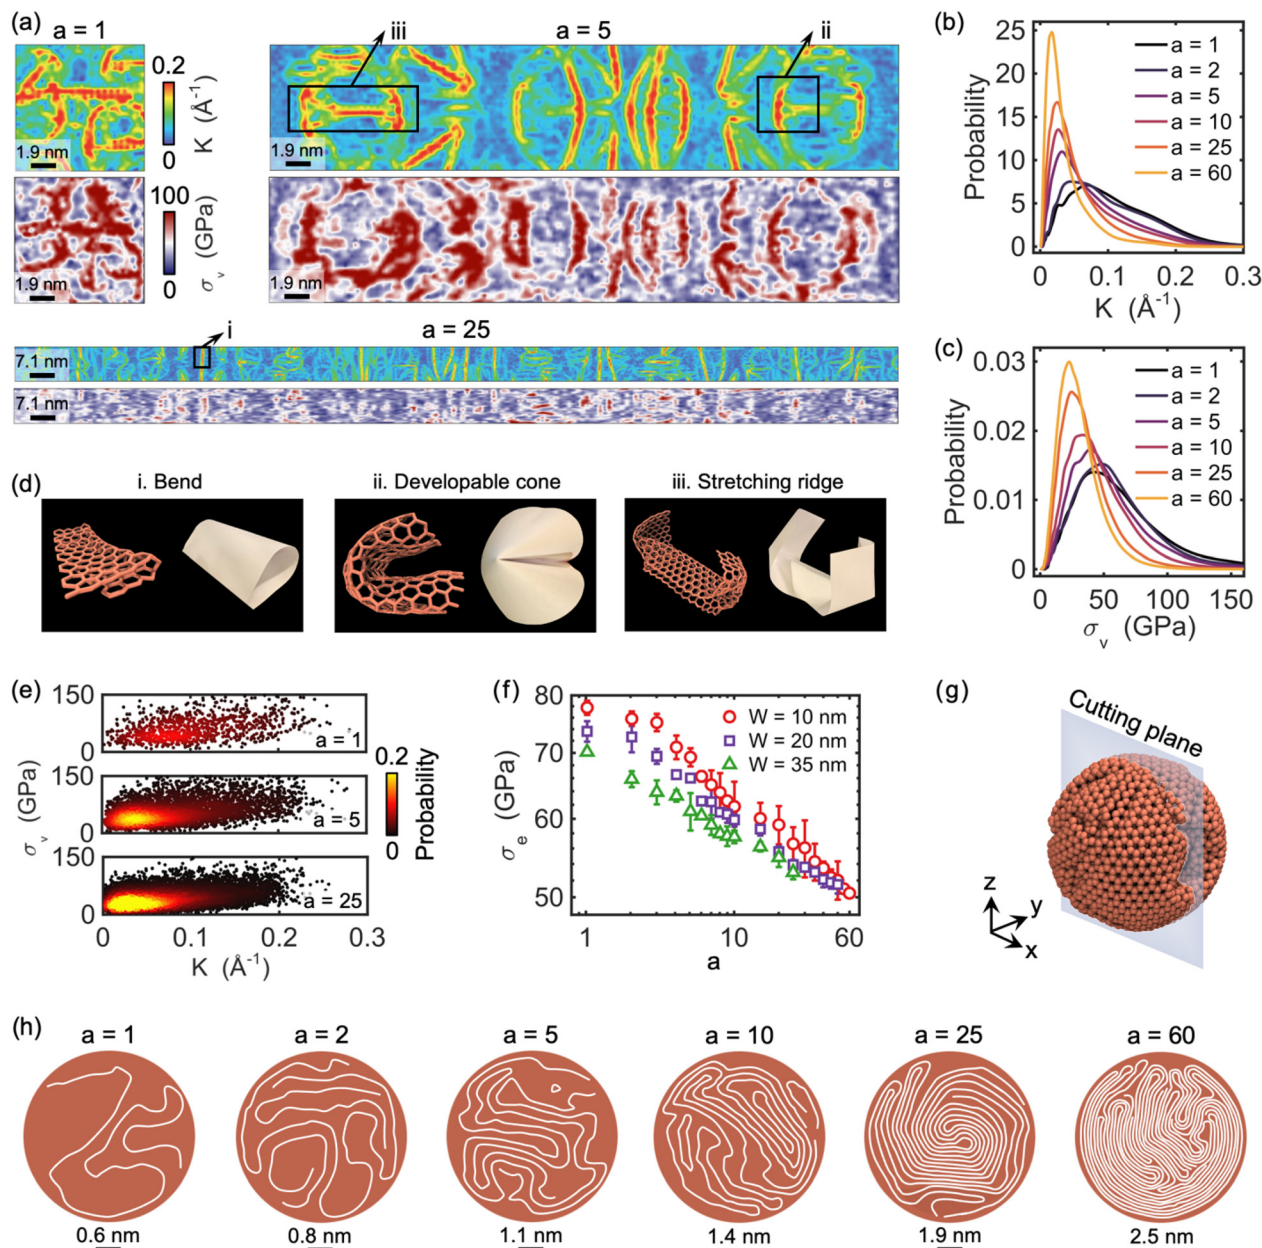 (a) a = 1
0.2
K (Å⁻¹)
0
1.9 nm
iii
a = 5
ii
1.9 nm
100
σᵥ (GPa)
0
1.9 nm
1.9 nm
i
a = 25
7.1 nm
7.1 nm
(b)
25
20
15
10
5
0
Probability
a = 1
a = 2
a = 5
a = 10
a = 25
a = 60
0 0.1 0.2 0.3
K (Å⁻¹)
(c)
0.03
0.02
0.01
0
Probability
a = 1
a = 2
a = 5
a = 10
a = 25
a = 60
0 50 100 150
σᵥ (GPa)
(d)
i. Bend
ii. Developable cone
iii. Stretching ridge
(e)
150
0
a = 1
150
0
a = 5
150
0
a = 25
σᵥ (GPa)
0 0.1 0.2 0.3
K (Å⁻¹)
0.2
Probability
0
(f)
80
70
60
50
σₑ (GPa)
W = 10 nm
W = 20 nm
W = 35 nm
1 10 60
a
(g)
Cutting plane
z
y
x
(h)
a = 1 a = 2 a = 5 a = 10 a = 25 a = 60
0.6 nm 0.8 nm 1.1 nm 1.4 nm 1.9 nm 2.5 nm